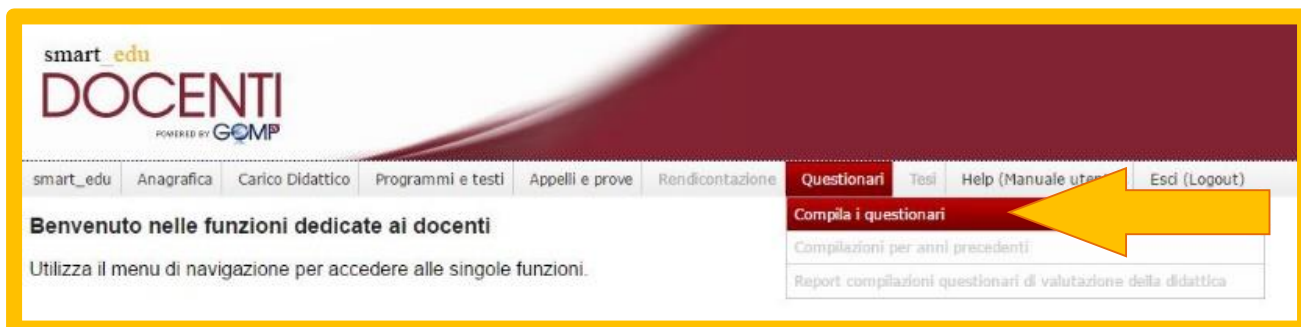 smart_edu
DOCENTI
POWERED BY GOMP
smart_edu Anagrafica Carico Didattico Programmi e testi Appelli e prove Rendicontazione Questionari Tesi Help (Manuale Esci (Logout)
Compila i questionari
Benvenuto nelle funzioni dedicate ai docenti
Compilazioni per anni precedenti
Utilizza il menu di navigazione per accedere alle singole funzioni.
Report compilazioni questionari di valutazione della didattica